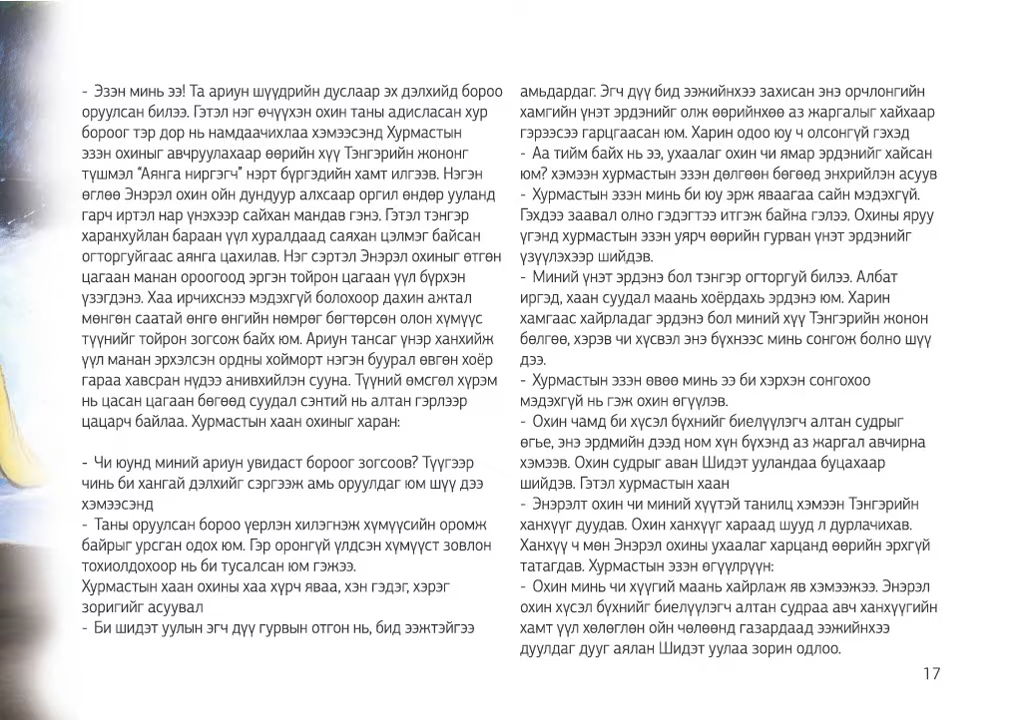 - Эзэн минь ээ! Та ариун шүүдрийн дуслаар эх дэлхийд бороо
оруулсан билээ. Гэтэл нэг өчүүхэн охин таны адисласан хур
бороог тэр дор нь намдаачихлаа хэмээсэнд Хурмастын
эзэн охиныг авчруулахаар өөрийн хүү Тэнгэрийн жононг
түшмэл “Аянга ниргэгч” нэрт бүргэдийн хамт илгээв. Нэгэн
өглөө Энэрэл охин ойн дундуур алхсаар оргил өндөр ууланд
гарч иртэл нар үнэхээр сайхан мандав гэнэ. Гэтэл тэнгэр
харанхуйлан бараан үүл хуралдаад саяхан цэлмэг байсан
огторгуйгаас аянга цахилав. Нэг сэртэл Энэрэл охиныг өтгөн
цагаан манан ороогоод эргэн тойрон цагаан үүл бүрхэн
үзэгдэнэ. Хаа ирчихснээ мэдэхгүй болохоор дахин ажтал
мөнгөн саатай өнгө өнгийн нөмрөг бөгтөрсөн олон хүмүүс
түүнийг тойрон зогсож байх юм. Ариун тансаг үнэр ханхийж
үүл манан эрхэлсэн ордны хойморт нэгэн буурал өвгөн хоёр
гараа хавсран нүдээ анивхийлэн сууна. Түүний өмсгөл хүрэм
нь цасан цагаан бөгөөд суудал сэнтий нь алтан гэрлээр
цацарч байлаа. Хурмастын хаан охиныг харан:

- Чи юунд миний ариун увидаст бороог зогсоов? Түүгээр
чинь би хангай дэлхийг сэргээж амь оруулдаг юм шүү дээ
хэмээсэнд
- Таны оруулсан бороо үерлэн хилэгнэж хүмүүсийн оромж
байрыг урсган одох юм. Гэр оронгүй үлдсэн хүмүүст зовлон
тохиолдохоор нь би тусалсан юм гэжээ.
Хурмастын хаан охины хаа хүрч яваа, хэн гэдэг, хэрэг
зоригийг асуувал
- Би шидэт уулын эгч дүү гурвын отгон нь, бид ээжтэйгээ
амьдардаг. Эгч дүү бид ээжийнхээ захисан энэ орчлонгийн
хамгийн үнэт эрдэнийг олж өөрийнхөө аз жаргалыг хайхаар
гэрээсээ гарцгаасан юм. Харин одоо юу ч олсонгүй гэхэд
- Аа тийм байх нь ээ, ухаалаг охин чи ямар эрдэнийг хайсан
юм? хэмээн хурмастын эзэн дөлгөөн бөгөөд энхрийлэн асуув
- Хурмастын эзэн минь би юу эрж яваагаа сайн мэдэхгүй.
Гэхдээ заавал олно гэдэгтээ итгэж байна гэлээ. Охины яруу
үгэнд хурмастын эзэн уярч өөрийн гурван үнэт эрдэнийг
үзүүлэхээр шийдэв.
- Миний үнэт эрдэнэ бол тэнгэр огторгуй билээ. Албат
иргэд, хаан суудал маань хоёрдахь эрдэнэ юм. Харин
хамгаас хайрладаг эрдэнэ бол миний хүү Тэнгэрийн жонон
бөлгөө, хэрэв чи хүсвэл энэ бүхнээс минь сонгож болно шүү
дээ.
- Хурмастын эзэн өвөө минь ээ би хэрхэн сонгохоо
мэдэхгүй нь гэж охин өгүүлэв.
- Охин чамд би хүсэл бүхнийг биелүүлэгч алтан судрыг
өгье, энэ эрдмийн дээд ном хүн бүхэнд аз жаргал авчирна
хэмээв. Охин судрыг аван Шидэт ууландаа буцахаар
шийдэв. Гэтэл хурмастын хаан
- Энэрэлт охин чи миний хүүтэй танилц хэмээн Тэнгэрийн
ханхүүг дуудав. Охин ханхүүг хараад шууд л дурлачихав.
Ханхүү ч мөн Энэрэл охины ухаалаг харцанд өөрийн эрхгүй
татагдав. Хурмастын эзэн өгүүлрүүн:
- Охин минь чи хүүгий маань хайрлаж яв хэмээжээ. Энэрэл
охин хүсэл бүхнийг биелүүлэгч алтан судраа авч ханхүүгийн
хамт үүл хөлөглөн ойн чөлөөнд газардаад ээжийнхээ
дуулдаг дууг аялан Шидэт уулаа зорин одлоо.
17